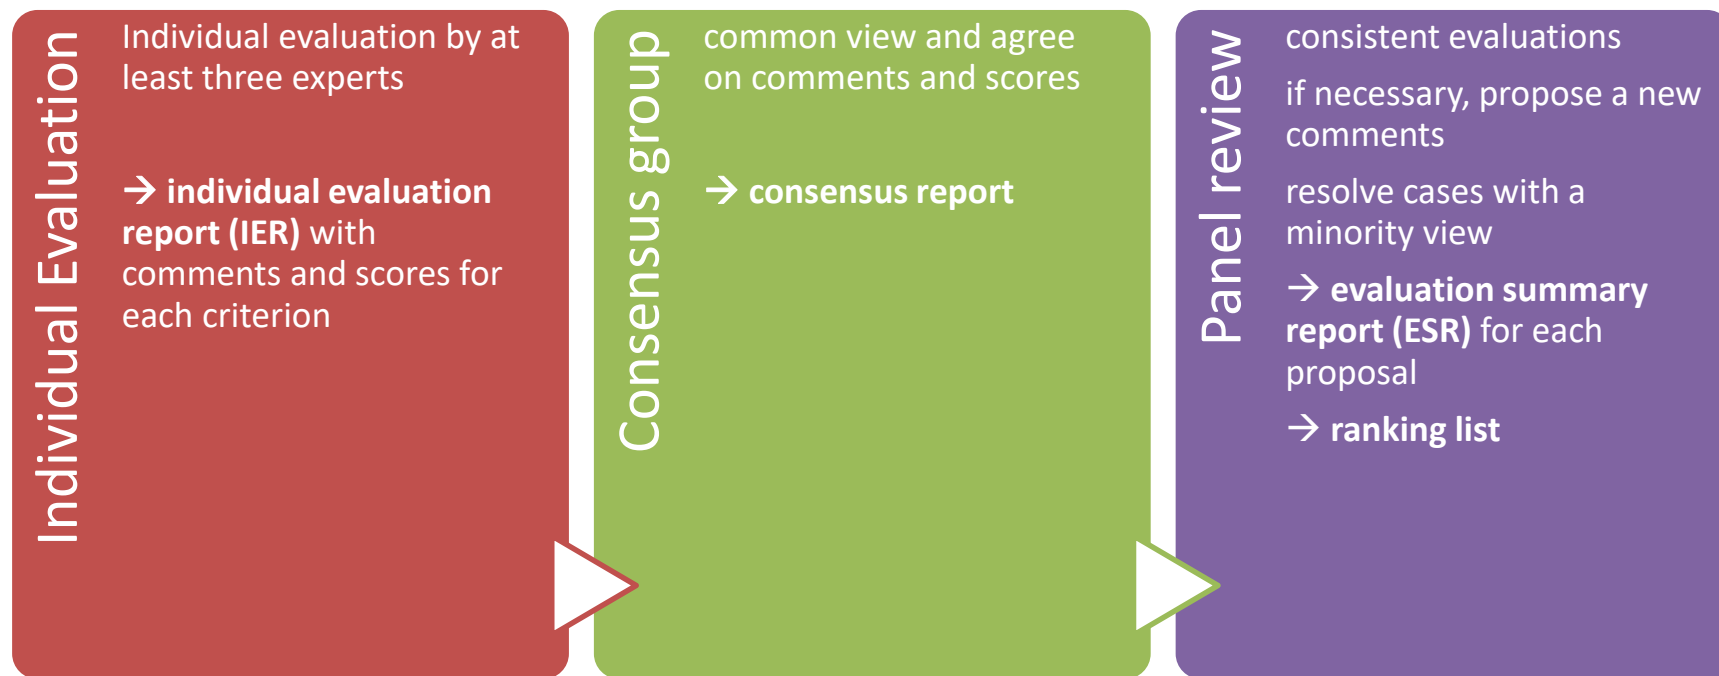 Individual Evaluation
Individual evaluation by at
least three experts
→ individual evaluation
report (IER) with
comments and scores for
each criterion
Consensus group
common view and agree
on comments and scores
→ consensus report
Panel review
consistent evaluations
if necessary, propose a new
comments
resolve cases with a
minority view
→ evaluation summary
report (ESR) for each
proposal
→ ranking list